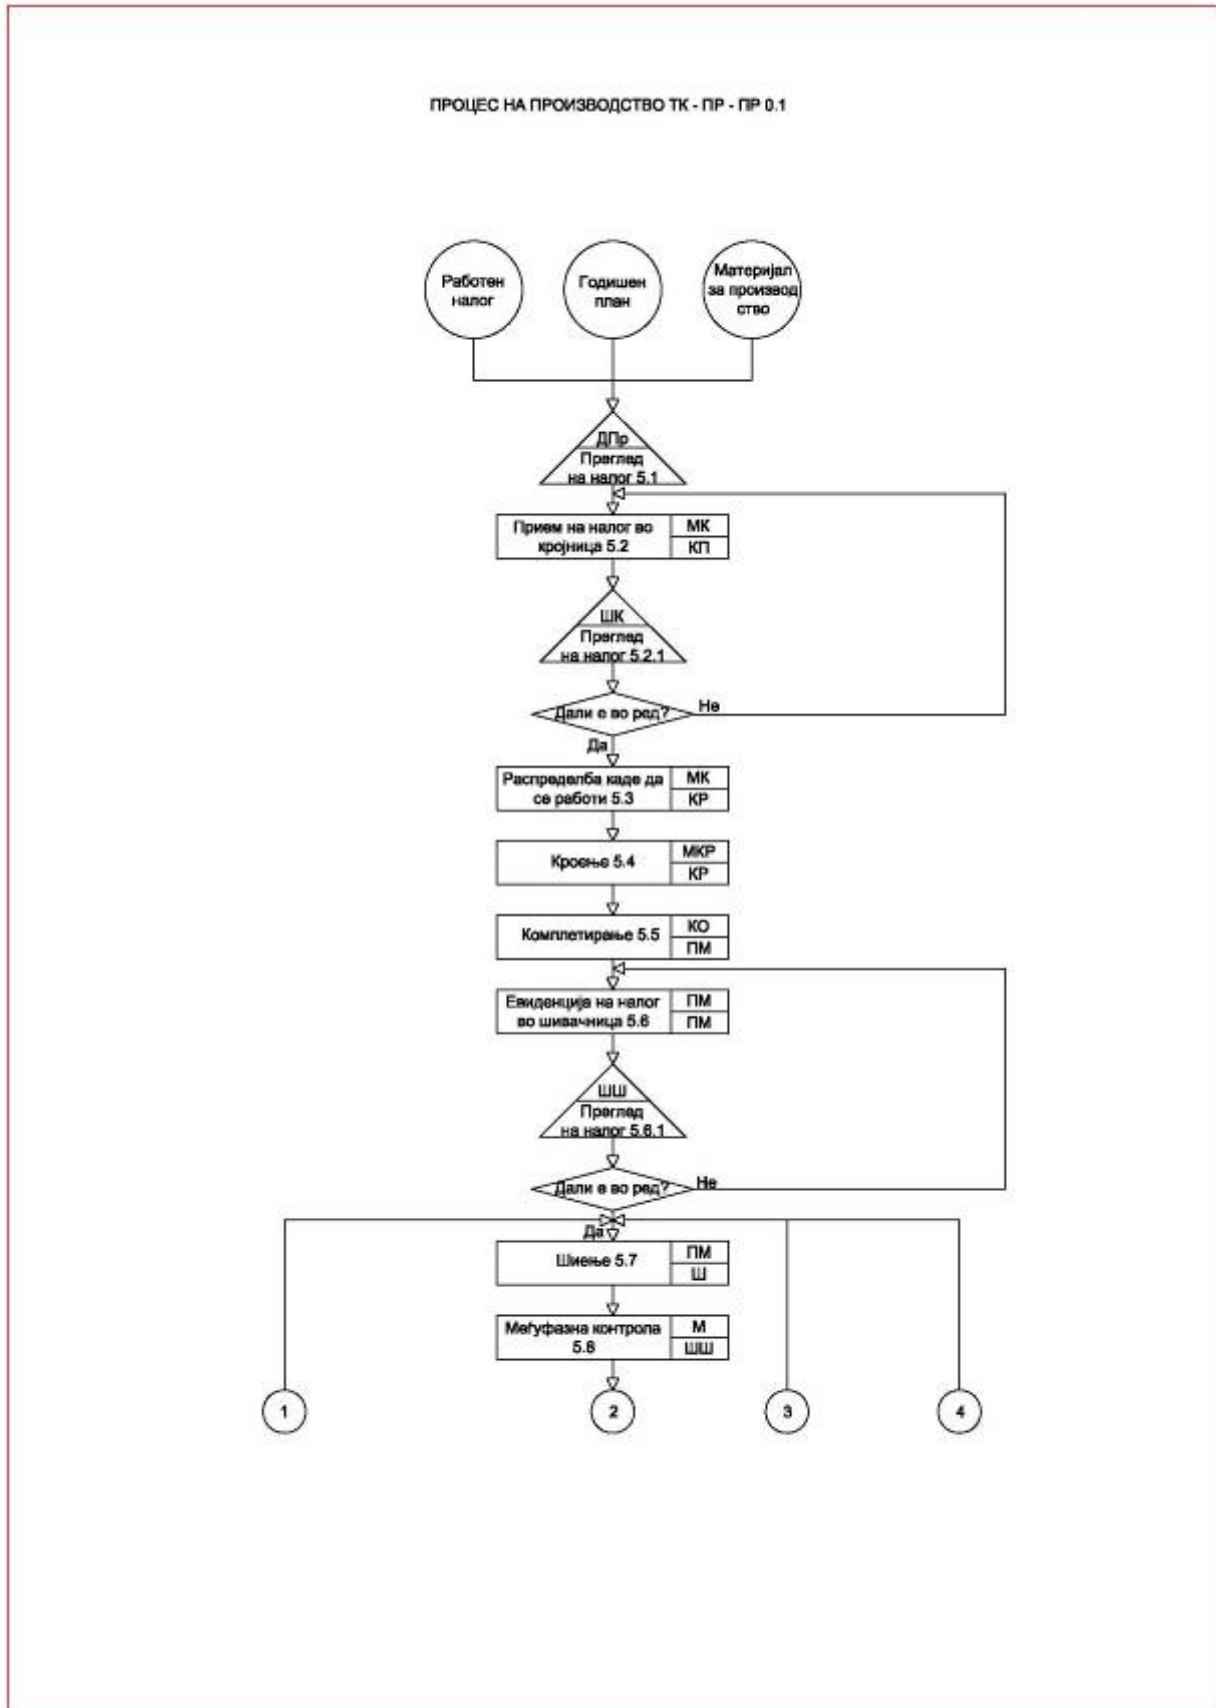 ПРОЦЕС НА ПРОИЗВОДСТВО ТК - ПР - ПР 0.1
Работен
налог
Годишен
план
Материјал
за производ
ство
ДПр
Преглед
на налог 5.1
Прием на налог во
кројница 5.2
МК
КП
ШК
Преглед
на налог 5.2.1
Дали е во ред?
Не
Да
Распределба каде да
се работи 5.3
МК
КР
Кроење 5.4
МКР
КР
Комплетирање 5.5
КО
ПМ
Евиденција на налог
во шивачница 5.6
ПМ
ПМ
ШШ
Преглед
на налог 5.6.1
Дали е во ред?
Не
Да
Шиење 5.7
ПМ
Ш
Меѓуфазна контрола
5.8
М
ШШ
1
2
3
4